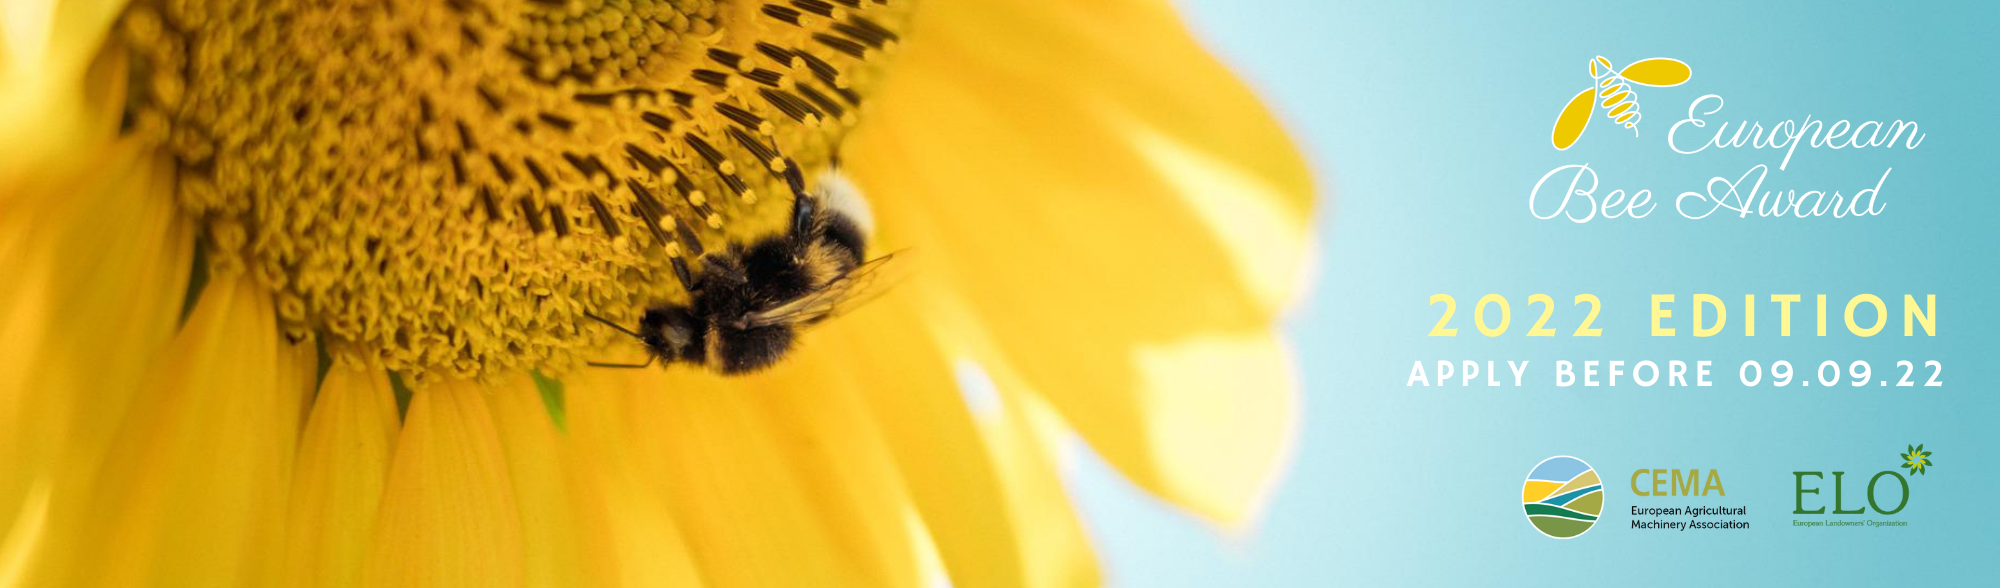 European
Bee Award
2022 EDITION
APPLY BEFORE 09.09.22
CEMA
European Agricultural
Machinery Association
ELO
European Landowners' Organization